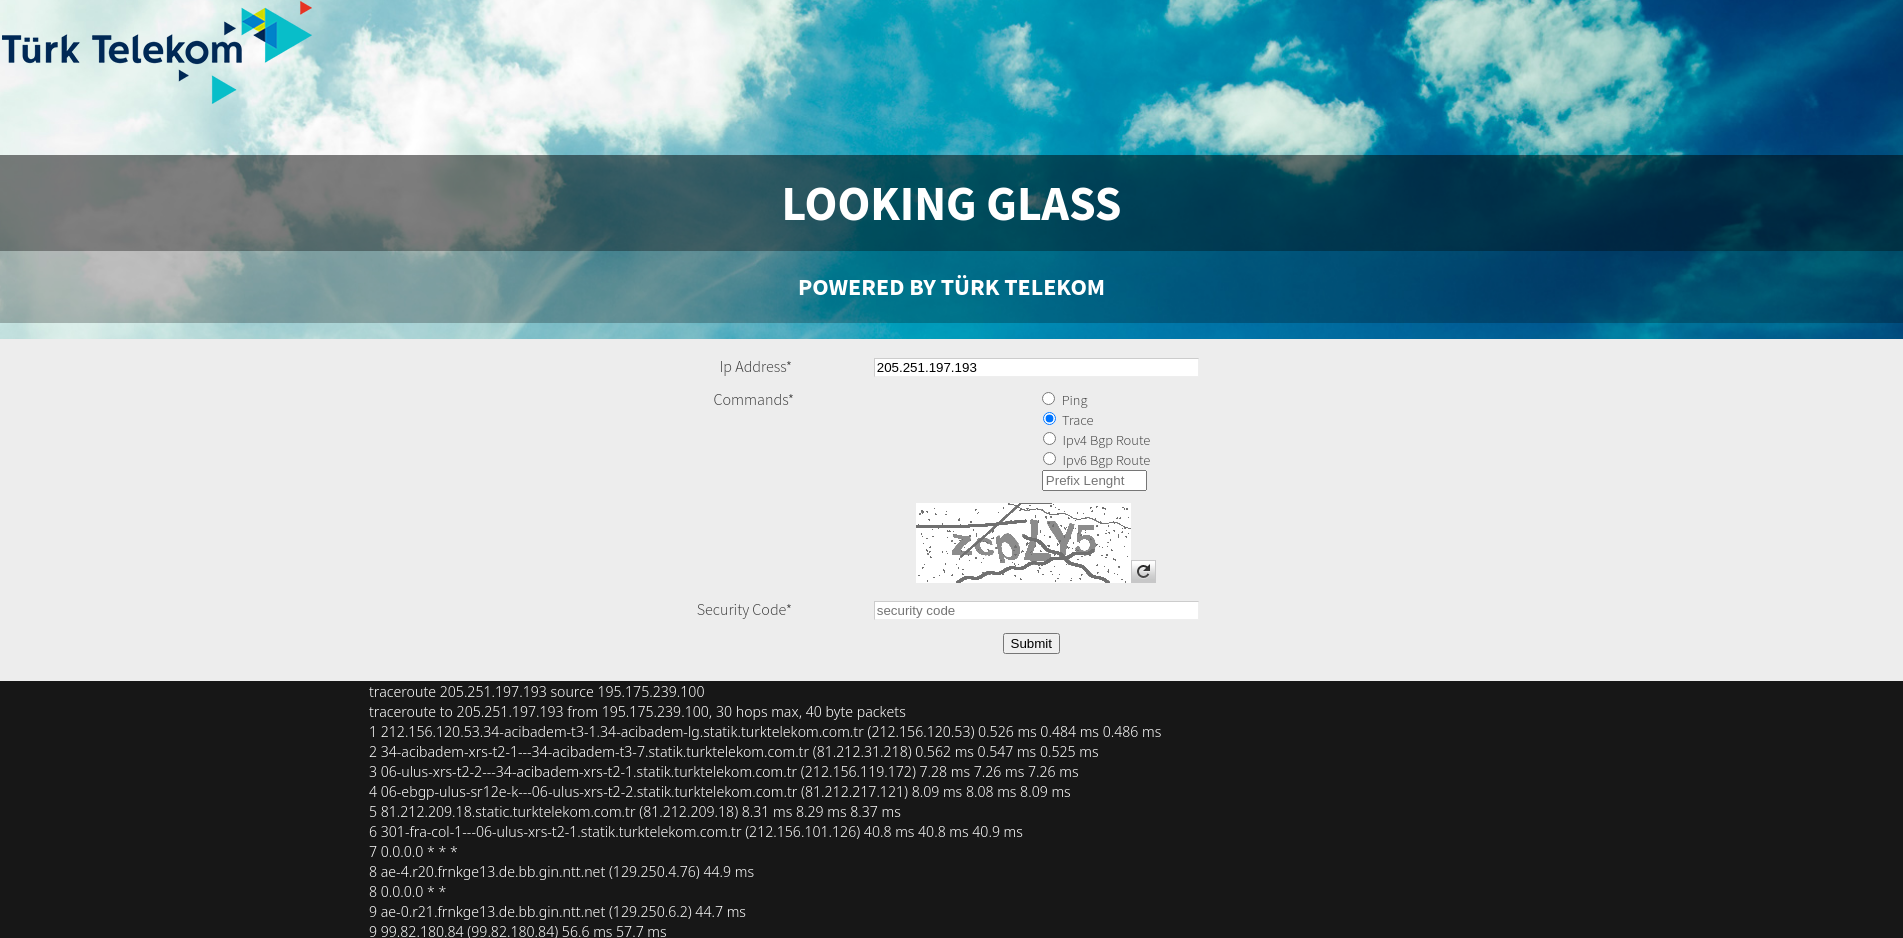 Türk Telekom
LOOKING GLASS
POWERED BY TÜRK TELEKOM
Ip Address*
205.251.197.193
Commands*
Ping
Trace
Ipv4 Bgp Route
Ipv6 Bgp Route
Prefix Lenght
zcpLY5
Security Code*
security code
Submit
traceroute 205.251.197.193 source 195.175.239.100
traceroute to 205.251.197.193 from 195.175.239.100, 30 hops max, 40 byte packets
1 212.156.120.53.34-acibadem-t3-1.34-acibadem-lg.statik.turktelekom.com.tr (212.156.120.53) 0.526 ms 0.484 ms 0.486 ms
2 34-acibadem-xrs-t2-1---34-acibadem-t3-7.statik.turktelekom.com.tr (81.212.31.218) 0.562 ms 0.547 ms 0.525 ms
3 06-ulus-xrs-t2-2---34-acibadem-xrs-t2-1.statik.turktelekom.com.tr (212.156.119.172) 7.28 ms 7.26 ms 7.26 ms
4 06-ebgp-ulus-sr12e-k---06-ulus-xrs-t2-2.statik.turktelekom.com.tr (81.212.217.121) 8.09 ms 8.08 ms 8.09 ms
5 81.212.209.18.static.turktelekom.com.tr (81.212.209.18) 8.31 ms 8.29 ms 8.37 ms
6 301-fra-col-1---06-ulus-xrs-t2-1.statik.turktelekom.com.tr (212.156.101.126) 40.8 ms 40.8 ms 40.9 ms
7 0.0.0.0 * * *
8 ae-4.r20.frnkge13.de.bb.gin.ntt.net (129.250.4.76) 44.9 ms
8 0.0.0.0 * *
9 ae-0.r21.frnkge13.de.bb.gin.ntt.net (129.250.6.2) 44.7 ms
9 99.82.180.84 (99.82.180.84) 56.6 ms 57.7 ms